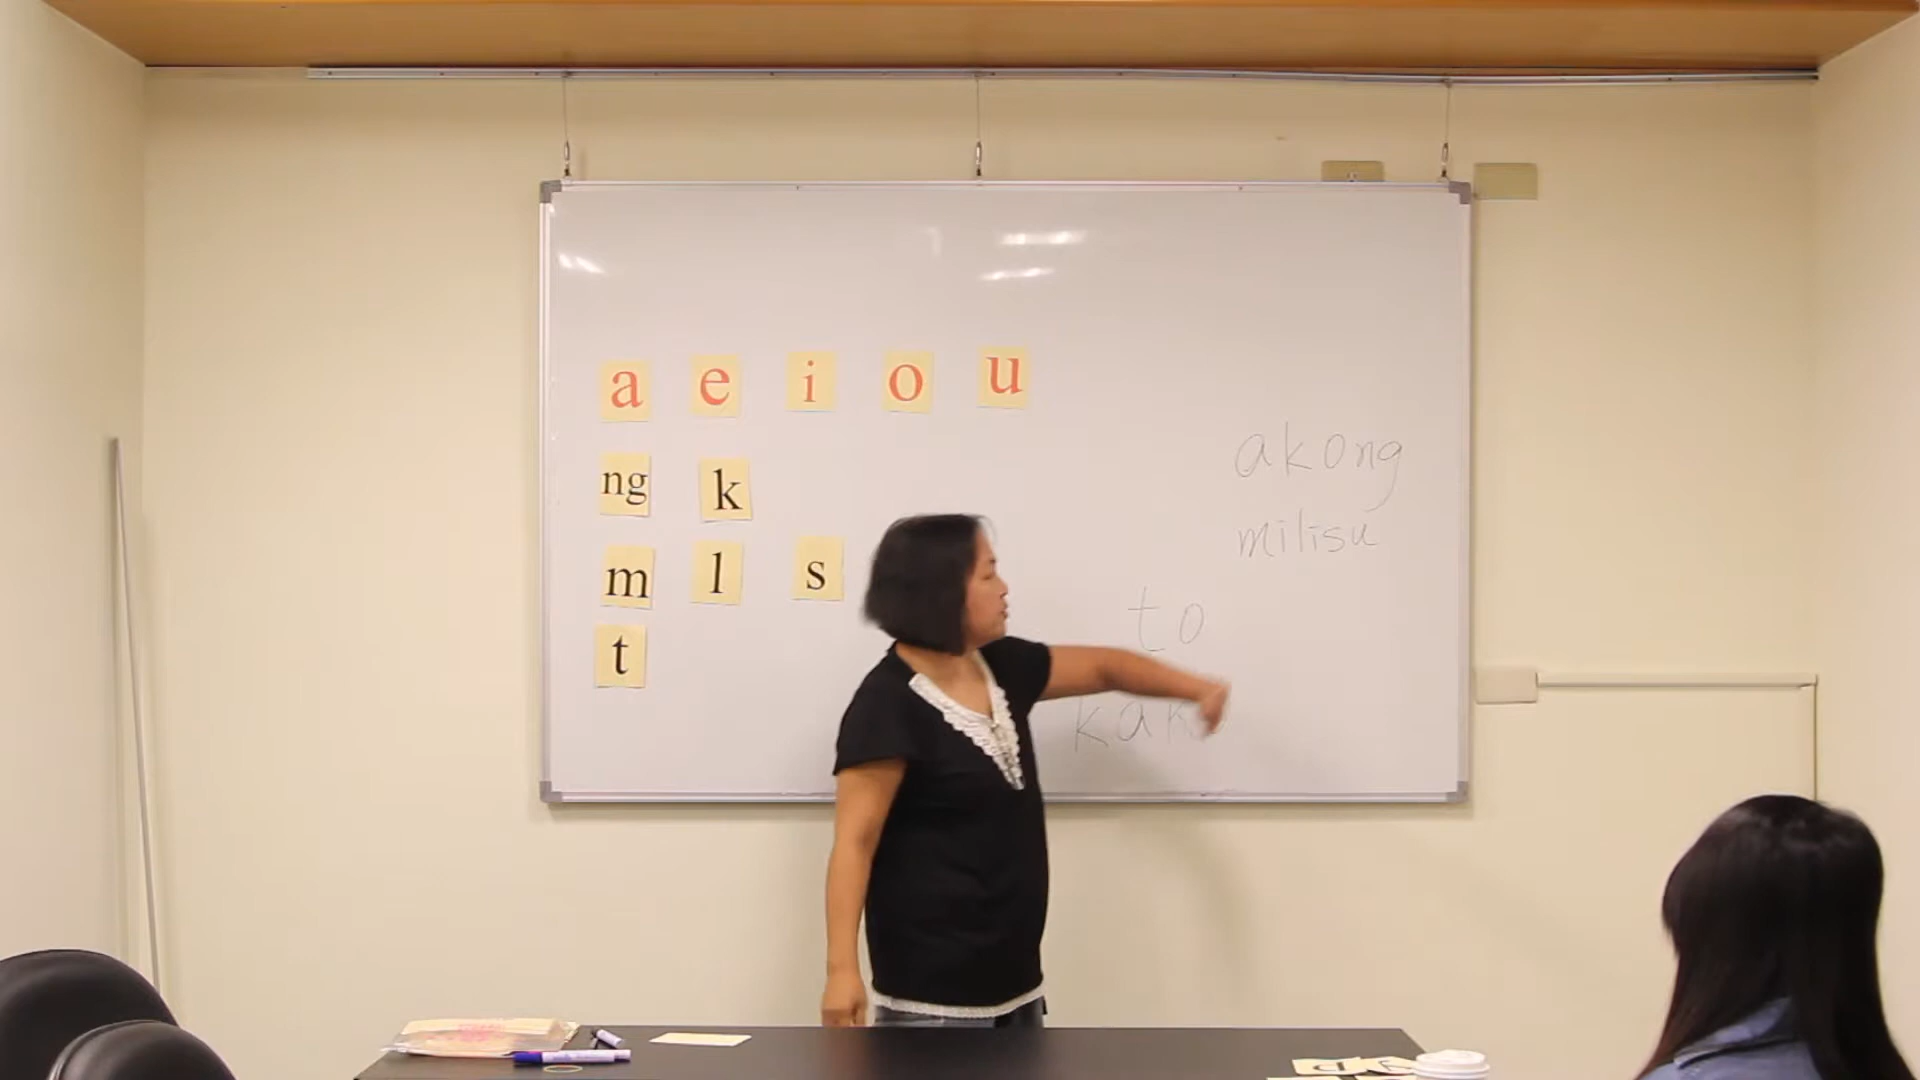 a e i o u
ng k
m l s
t
akong
milisu
to